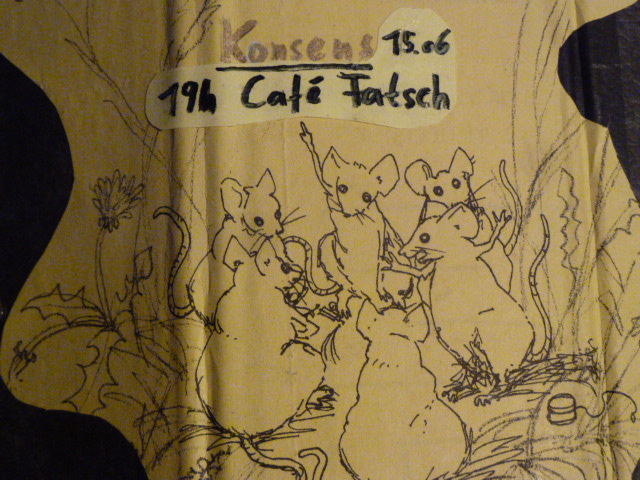 Konsens 15.06
19h Café Fatsch